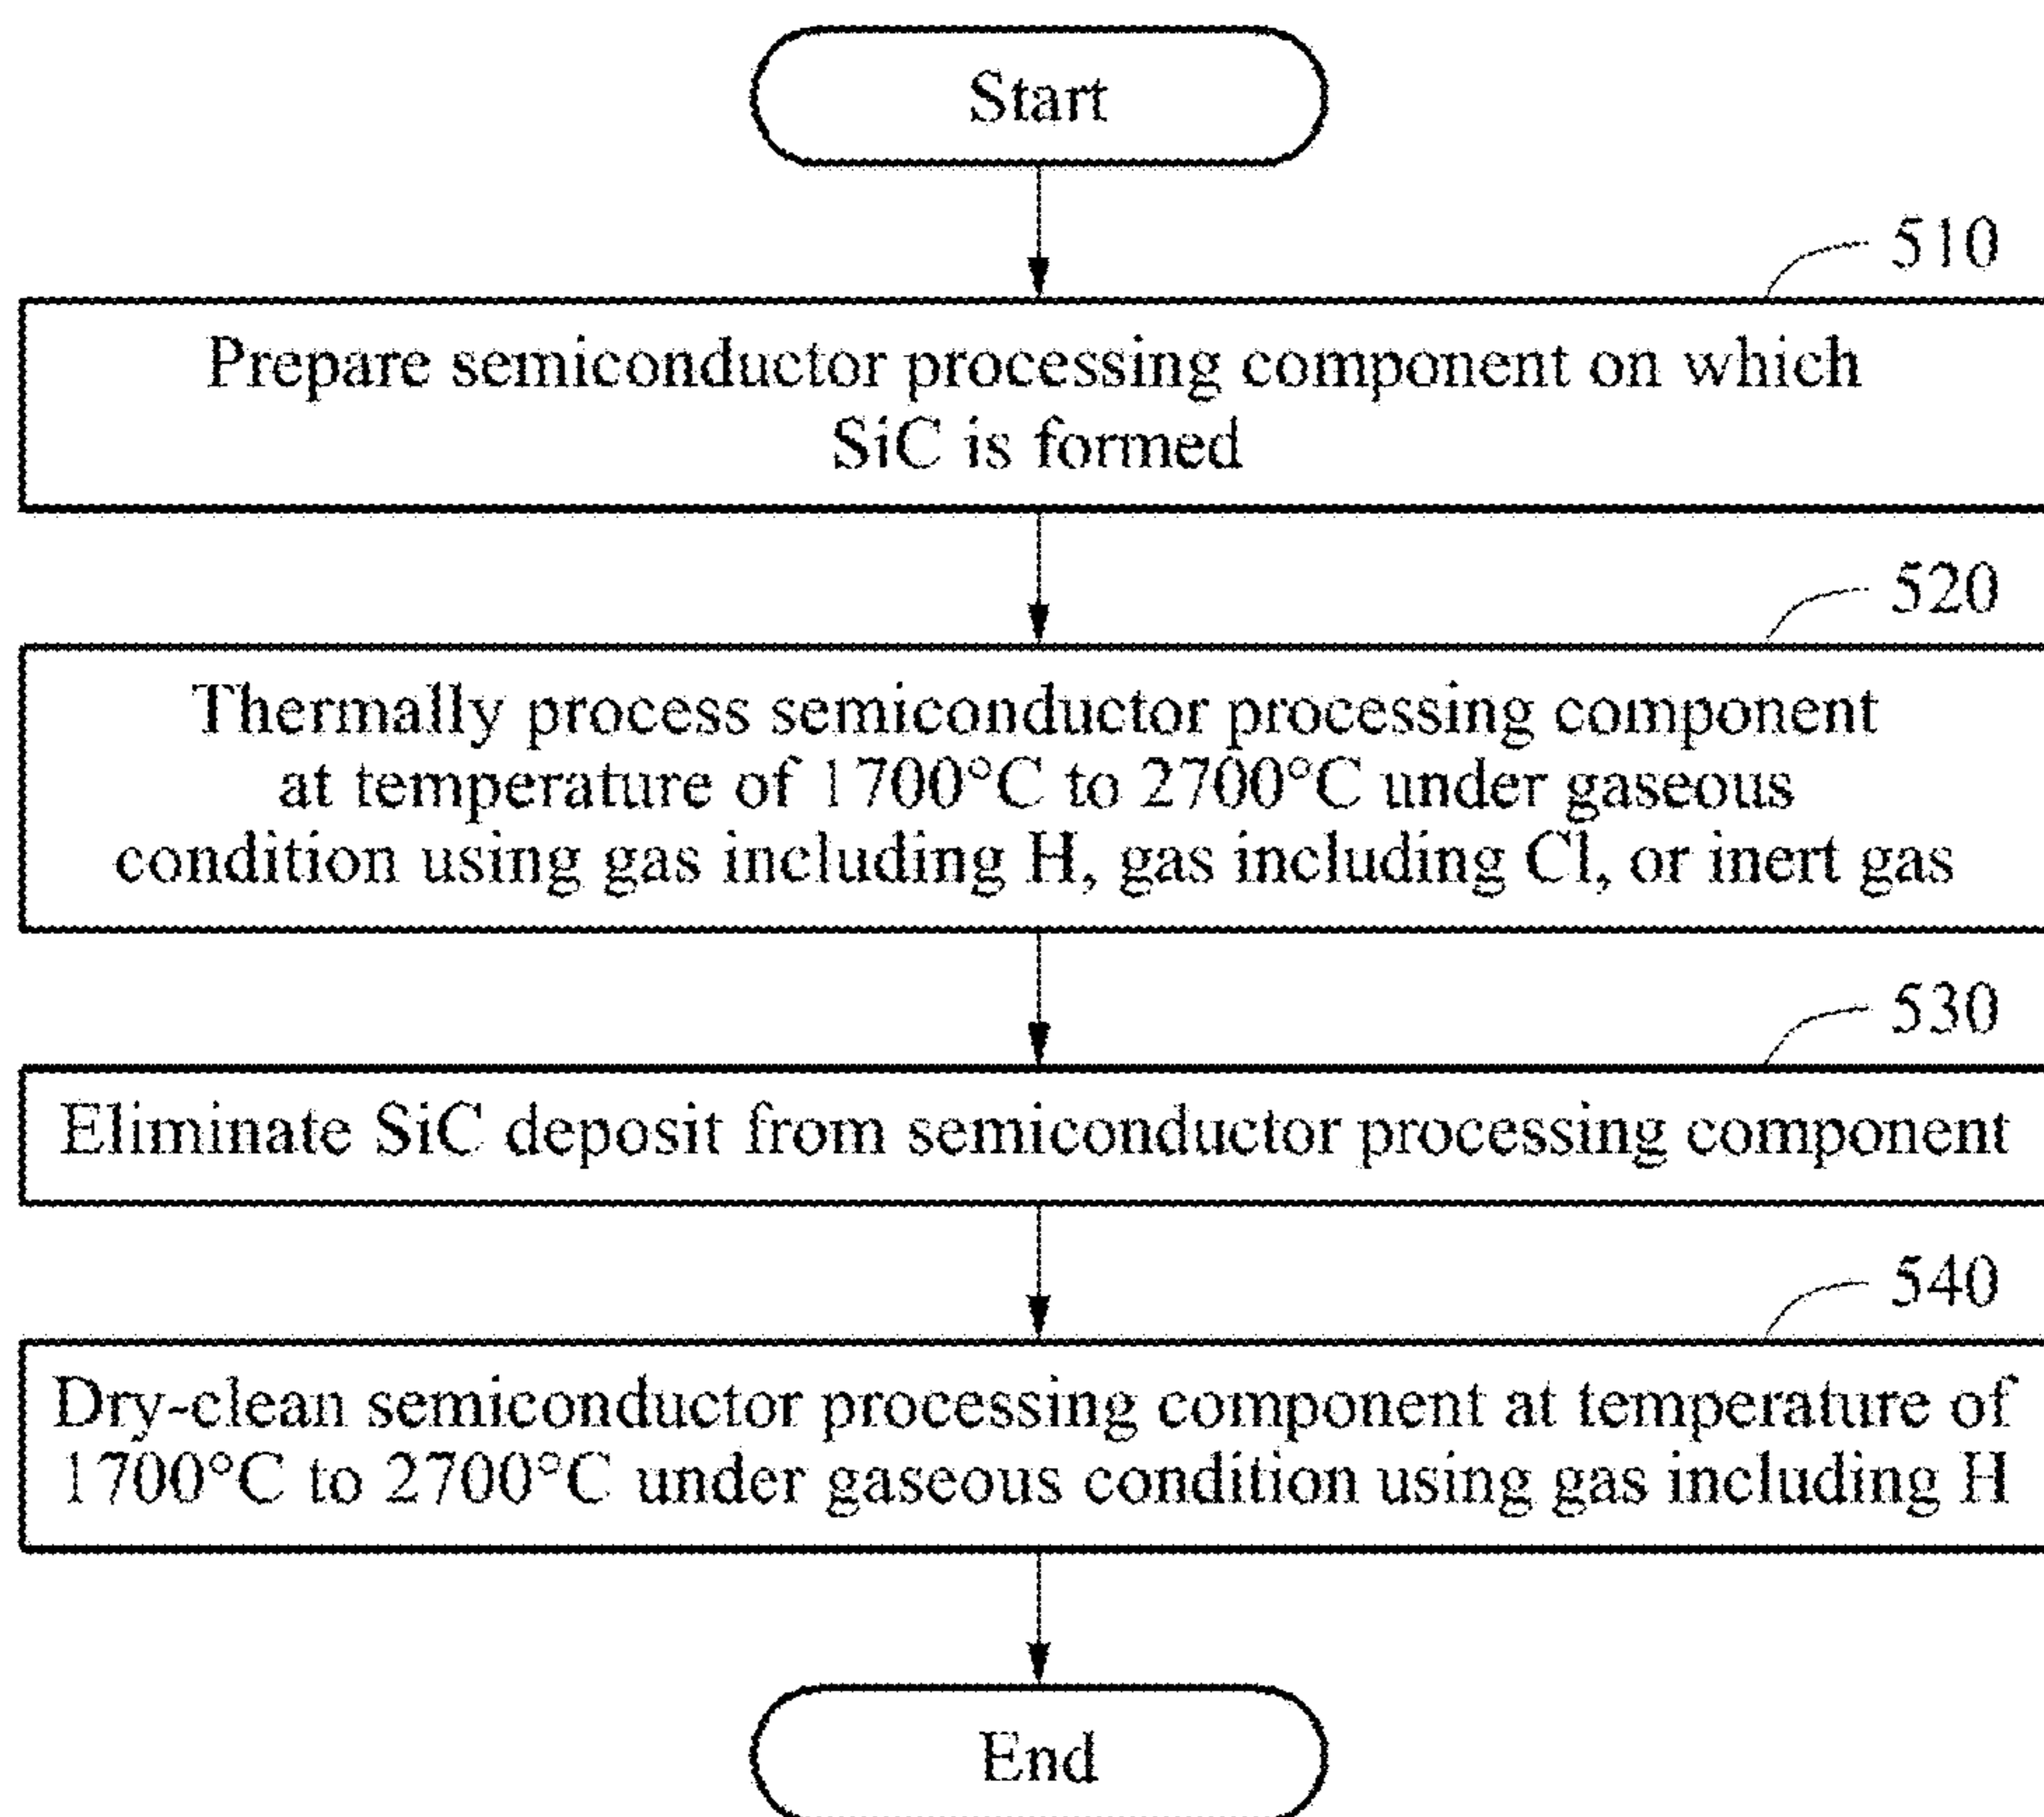 Start
510
Prepare semiconductor processing component on which
SiC is formed
520
Thermally process semiconductor processing component
at temperature of 1700°C to 2700°C under gaseous
condition using gas including H, gas including Cl, or inert gas
530
Eliminate SiC deposit from semiconductor processing component
540
Dry-clean semiconductor processing component at temperature of
1700°C to 2700°C under gaseous condition using gas including H
End